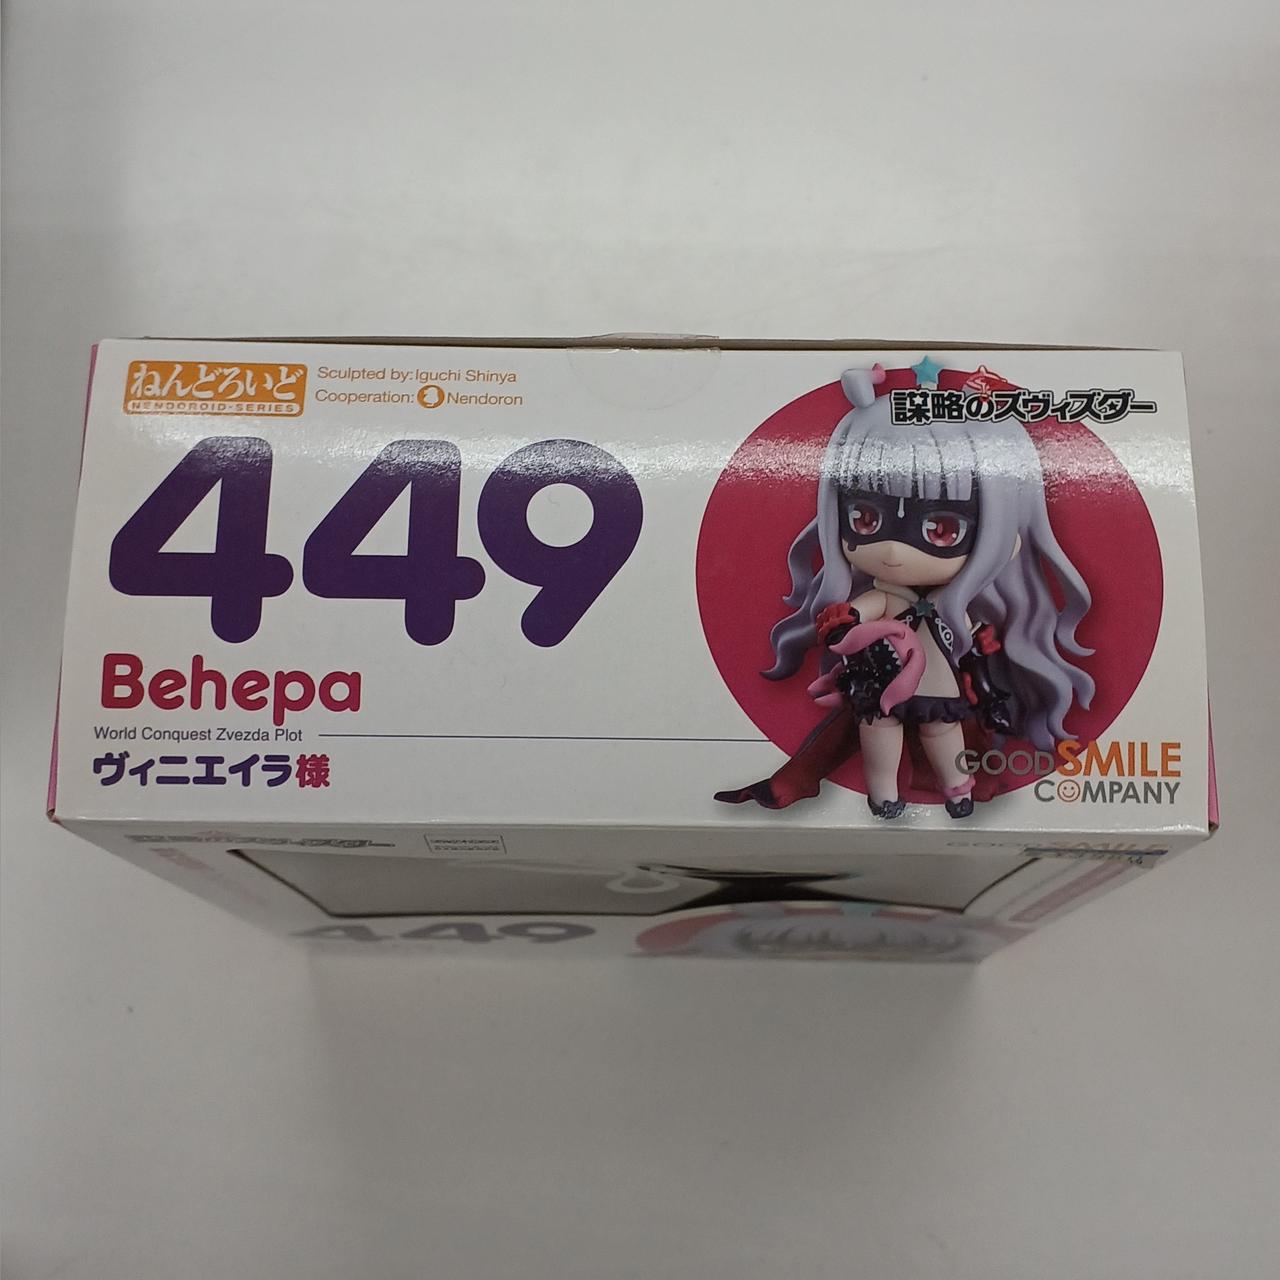 ねんどろいど
NENDOROID-SERIES
Sculpted by: Iguchi Shinya
Cooperation: Nendoron
謀略のズヴィズダー
449
Behepa
World Conquest Zvezda Plot
ヴィニエイラ様
GOODSMILE
COMPANY
GOODSMILE
449